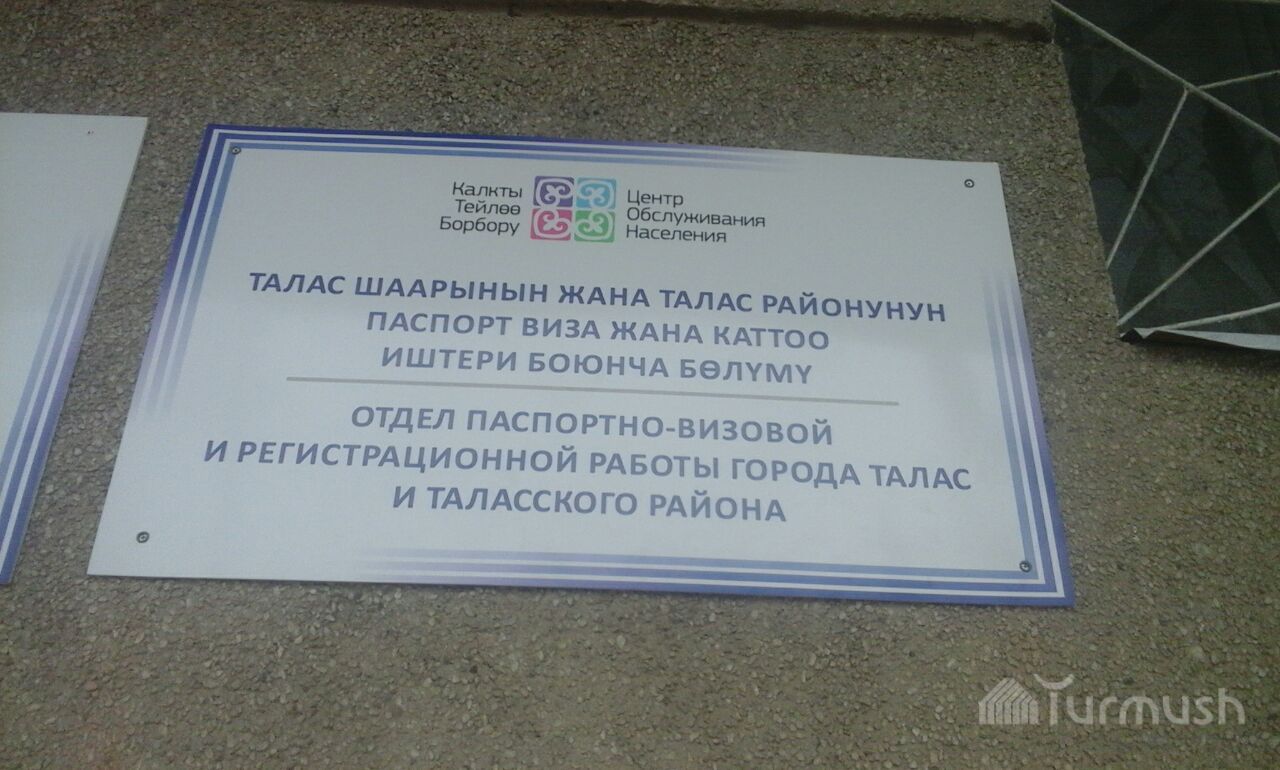 Калкты
Тейлөө
Борбору
Центр
Обслуживания
Населения
ТАЛАС ШААРЫНЫН ЖАНА ТАЛАС РАЙОНУНУН
ПАСПОРТ ВИЗА ЖАНА КАТТОО
ИШТЕРИ БОЮНЧА БӨЛҮМҮ
ОТДЕЛ ПАСПОРТНО-ВИЗОВОЙ
И РЕГИСТРАЦИОННОЙ РАБОТЫ ГОРОДА ТАЛАС
И ТАЛАССКОГО РАЙОНА
Turmush